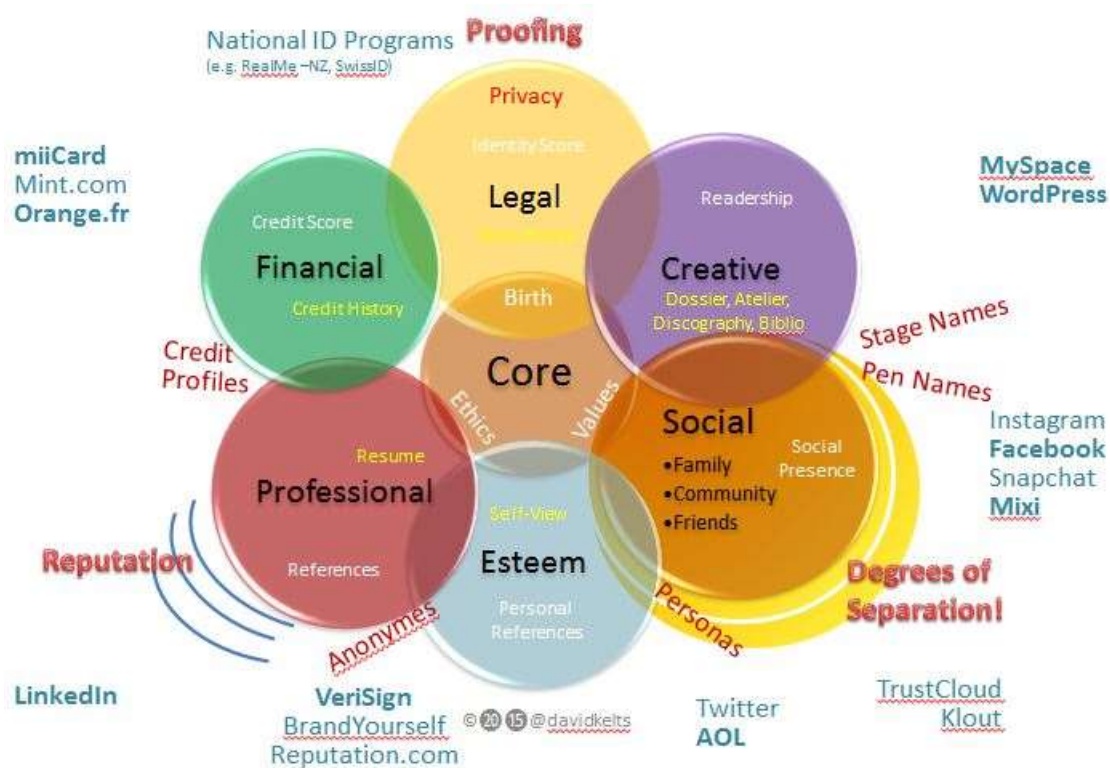 National ID Programs
(e.g. RealMe –NZ, SwissID)
Proofing
Privacy
Identity Score
Legal
miiCard
Mint.com
Orange.fr
MySpace
WordPress
Credit Score
Financial
Credit History
Readership
Creative
Dossier, Atelier,
Discography, Biblio
Birth
Core
Ethics
Values
Stage Names
Pen Names
Credit
Profiles
Social
•Family
•Community
•Friends
Social
Presence
Instagram
Facebook
Snapchat
Mixi
Resume
Professional
References
Reputation
Self-View
Esteem
Personal
References
Anonymes
Personas
Degrees of
Separation!
LinkedIn
VeriSign
BrandYourself
Reputation.com
© 20 15 @davidkelts
Twitter
AOL
TrustCloud
Klout